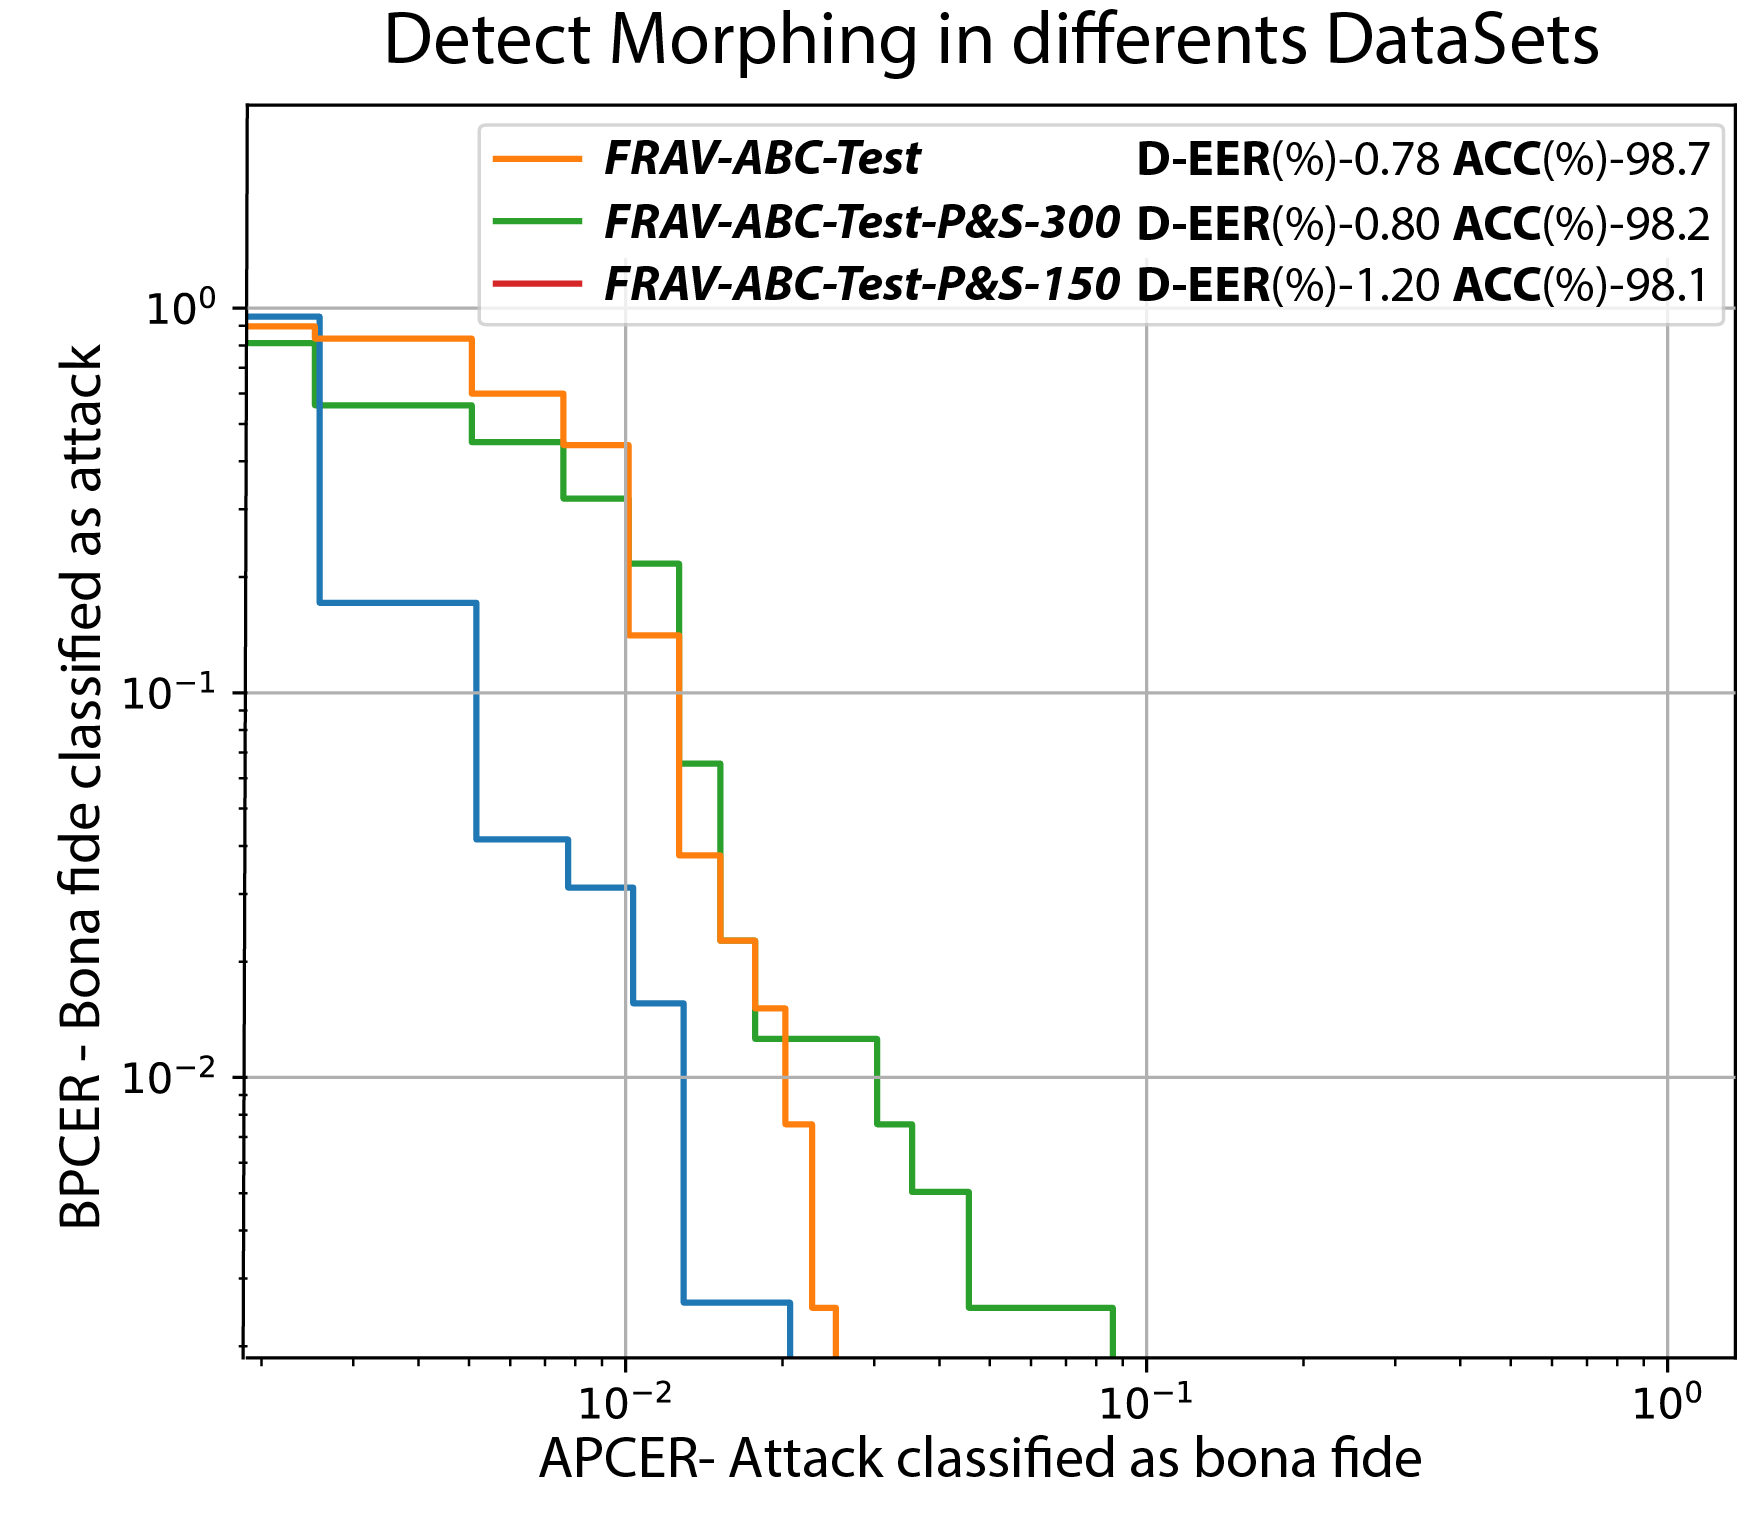 Detect Morphing in differents DataSets
FRAV-ABC-Test D-EER(%)-0.78 ACC(%)-98.7
FRAV-ABC-Test-P&S-300 D-EER(%)-0.80 ACC(%)-98.2
FRAV-ABC-Test-P&S-150 D-EER(%)-1.20 ACC(%)-98.1
10⁰
10⁻¹
10⁻²
BPCER - Bona fide classified as attack
10⁻² 10⁻¹ 10⁰
APCER- Attack classified as bona fide